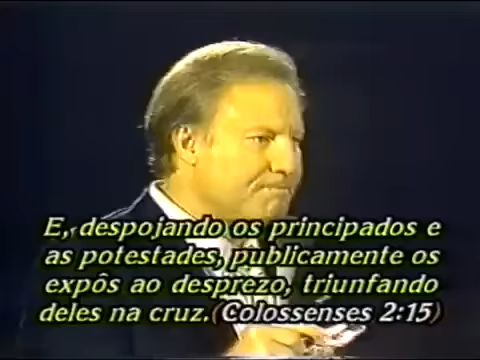 E, despojando os principados e
as potestades, publicamente os
expôs ao desprezo, triunfando
deles na cruz. (Colossenses 2:15)